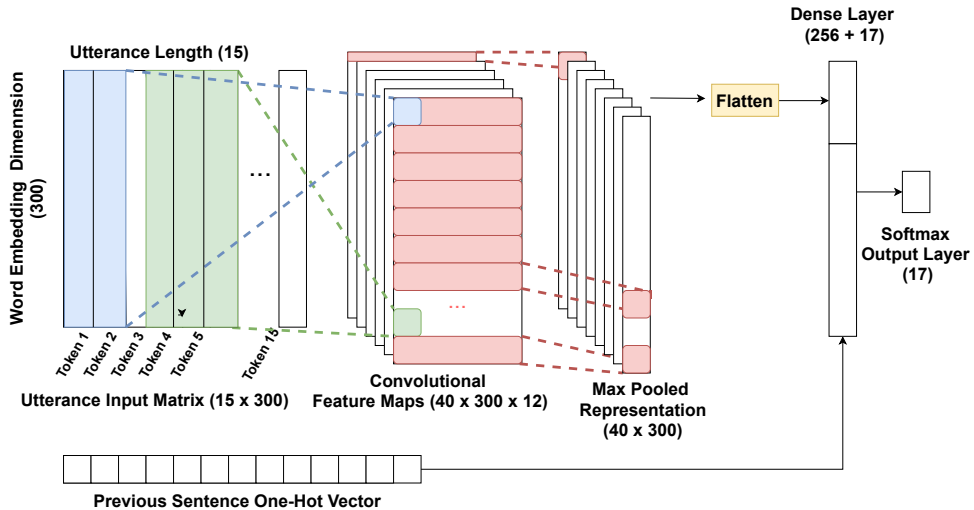 Dense Layer
(256 + 17)
Utterance Length (15)
Word Embedding Dimennsion
(300)
...
Flatten
Softmax
Output Layer
(17)
...
Token 1
Token 2
Token 3
Token 4
Token 5
Token 15
Utterance Input Matrix (15 x 300)
Convolutional
Feature Maps (40 x 300 x 12)
Max Pooled
Representation
(40 x 300)
Previous Sentence One-Hot Vector